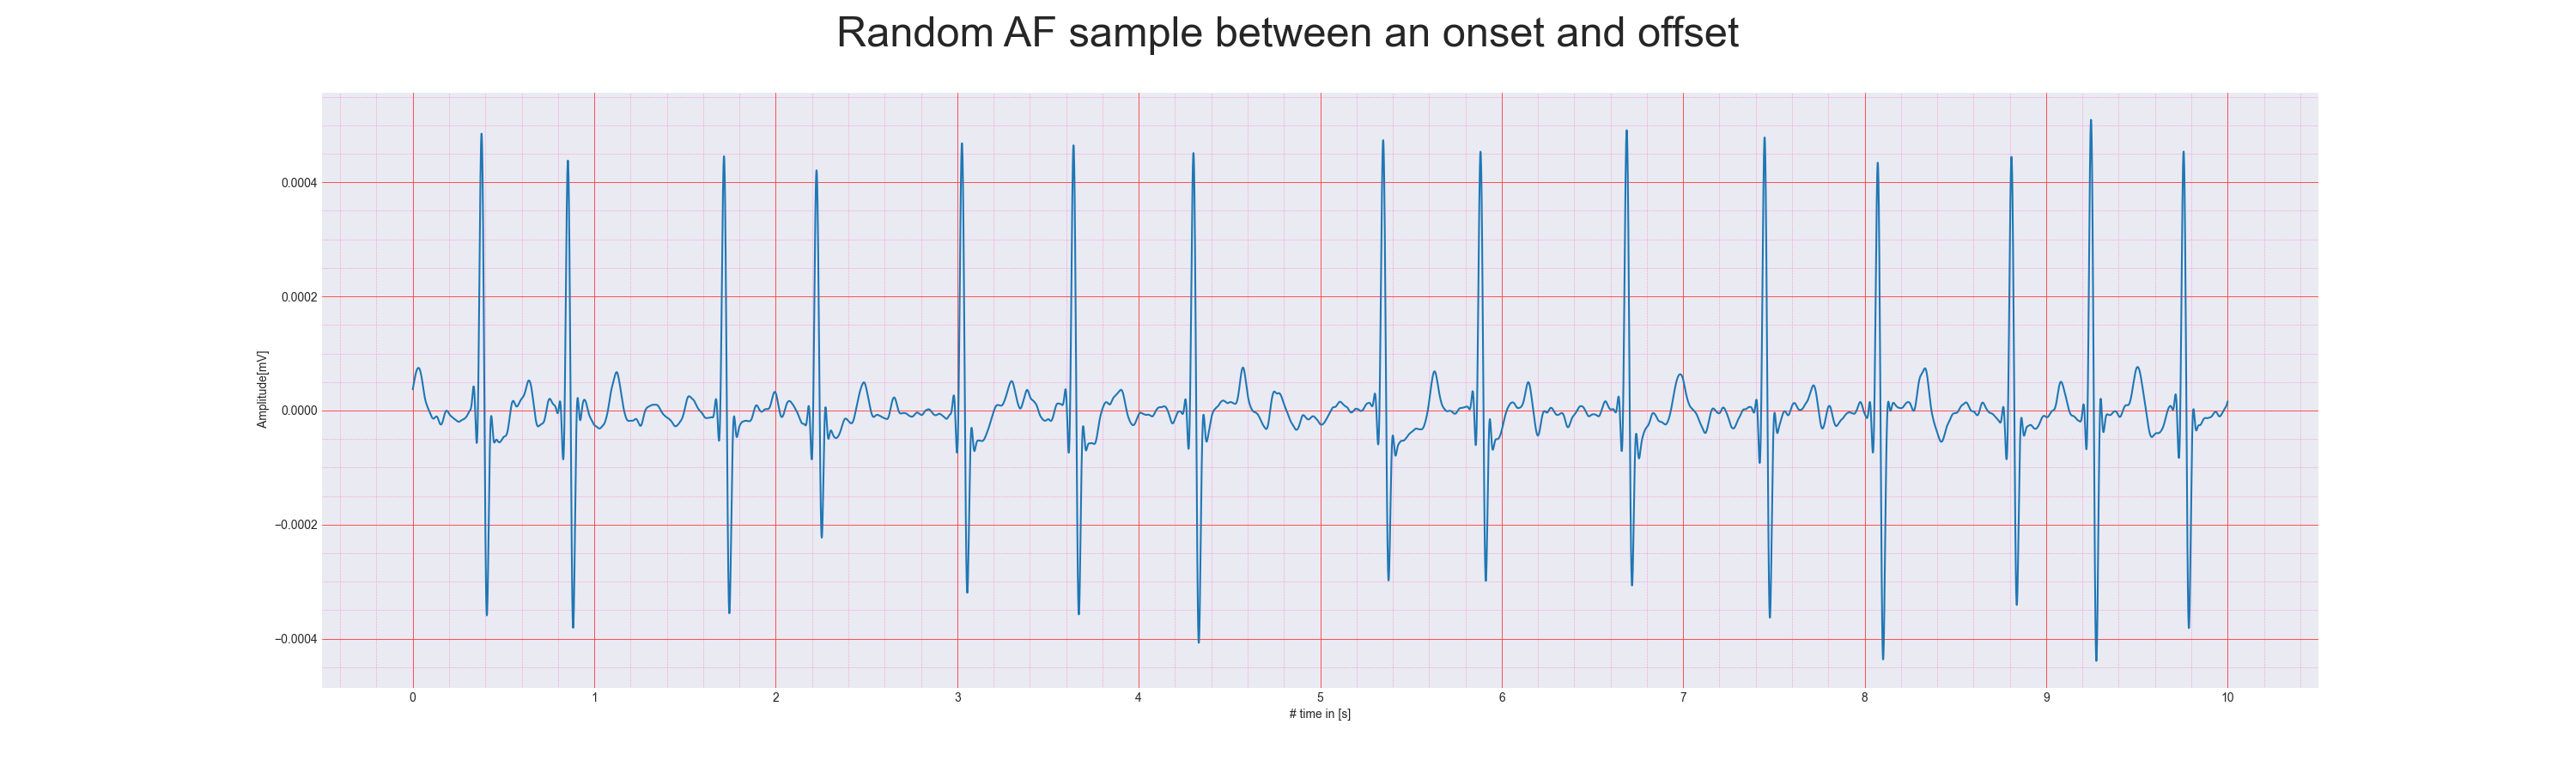 Random AF sample between an onset and offset
0.0004
0.0002
0.0000
−0.0002
−0.0004
Amplitude[mV]
0 1 2 3 4 5 6 7 8 9 10
# time in [s]